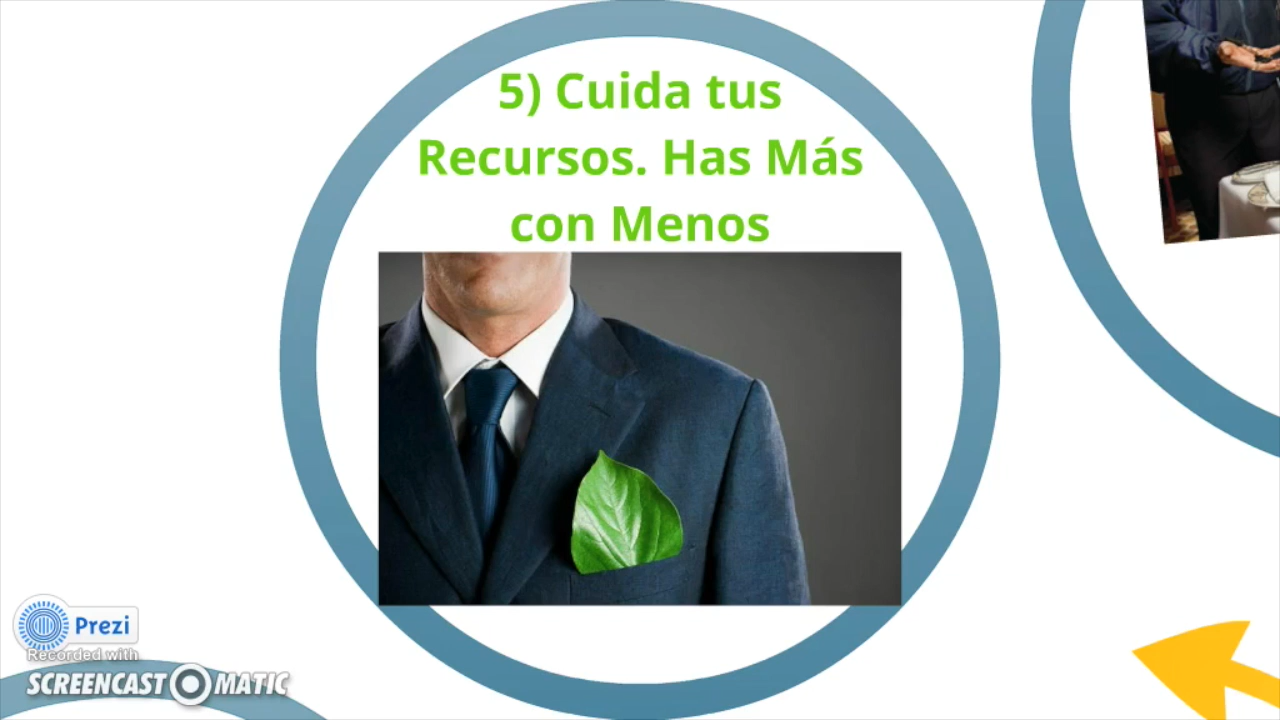 5) Cuida tus
Recursos. Has Más
con Menos
Prezi
Recorded with
SCREENCAST MATIC